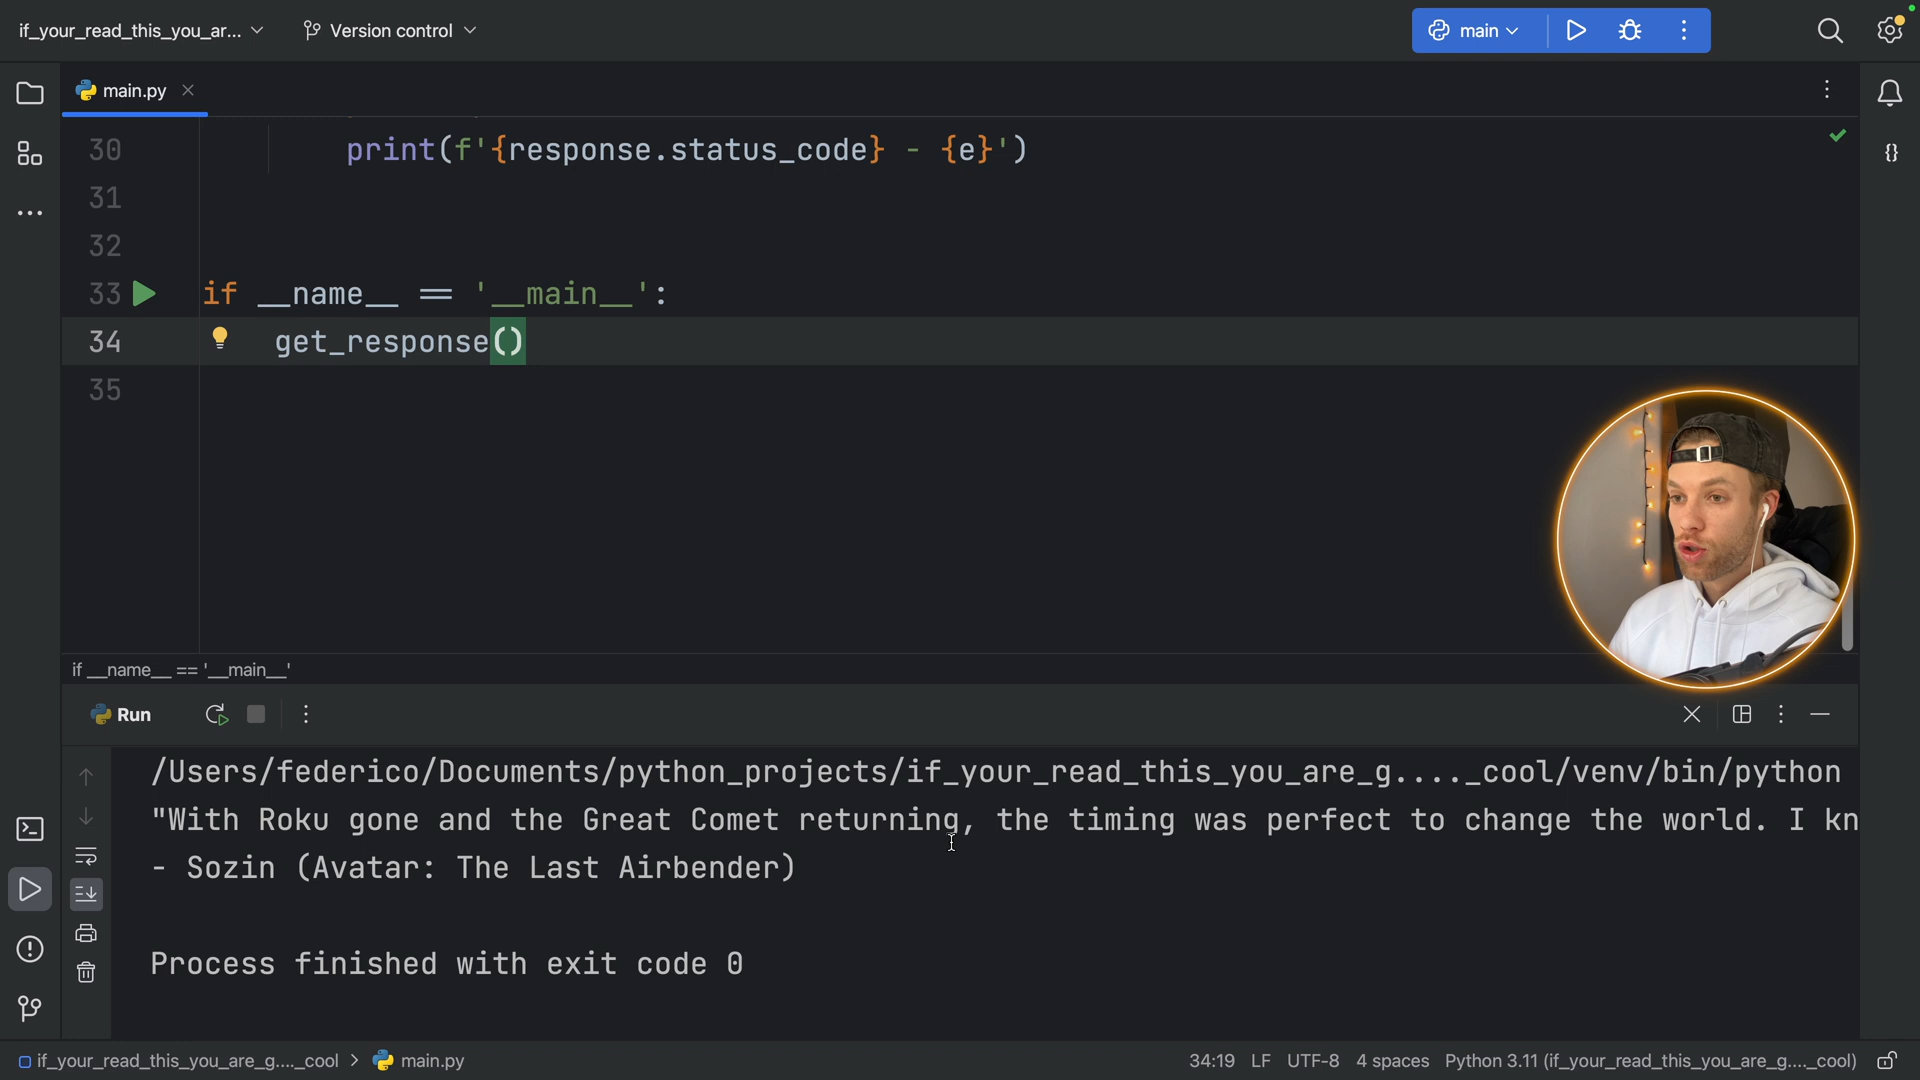 if_your_read_this_you_ar...
Version control
main
main.py
30 print(f'{response.status_code} - {e}')
31
32
33 if __name__ == '__main__':
34 get_response()
35
if __name__ == '__main__'
Run
/Users/federico/Documents/python_projects/if_your_read_this_you_are_g...._cool/venv/bin/python
"With Roku gone and the Great Comet returning, the timing was perfect to change the world. I kn
- Sozin (Avatar: The Last Airbender)
Process finished with exit code 0
if_your_read_this_you_are_g...._cool > main.py
34:19 LF UTF-8 4 spaces Python 3.11 (if_your_read_this_you_are_g...._cool)